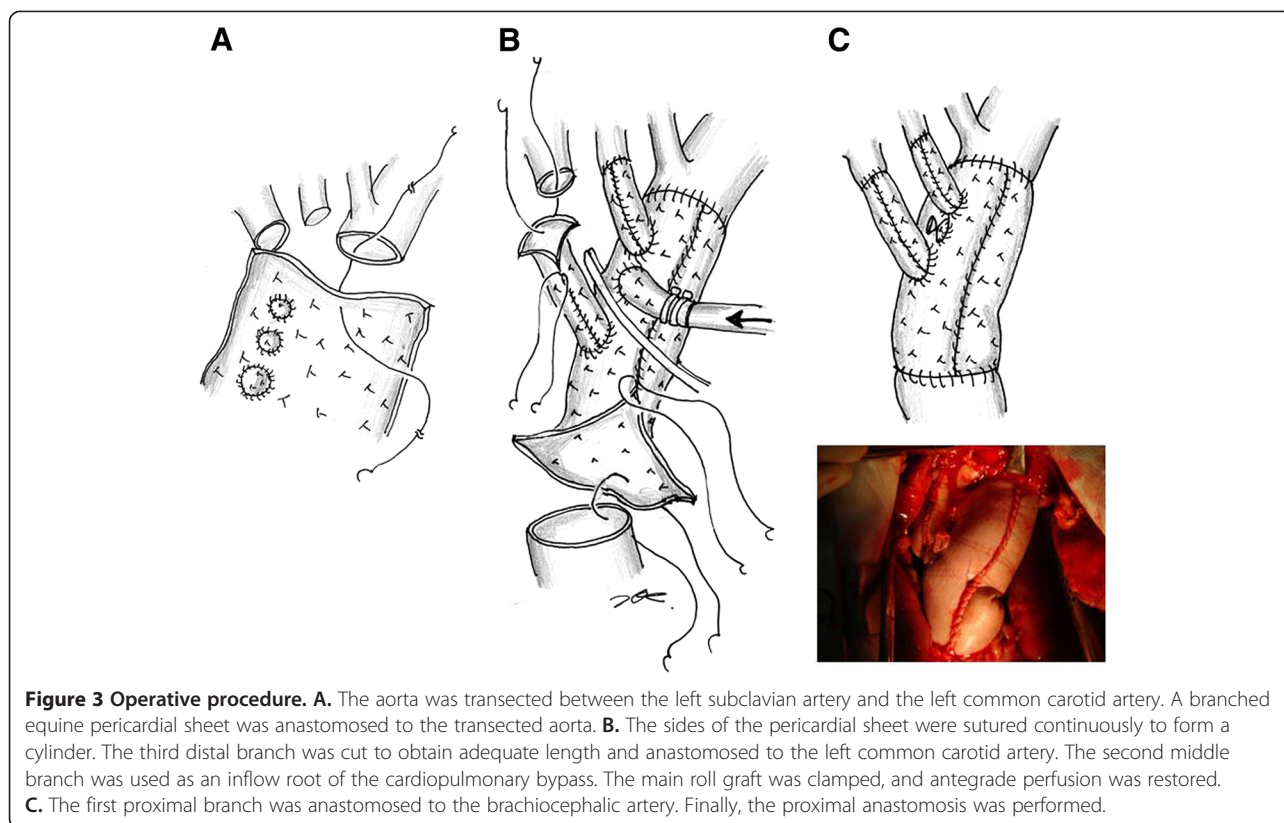 A B C
Figure 3 Operative procedure. A. The aorta was transected between the left subclavian artery and the left common carotid artery. A branched
equine pericardial sheet was anastomosed to the transected aorta. B. The sides of the pericardial sheet were sutured continuously to form a
cylinder. The third distal branch was cut to obtain adequate length and anastomosed to the left common carotid artery. The second middle
branch was used as an inflow root of the cardiopulmonary bypass. The main roll graft was clamped, and antegrade perfusion was restored.
C. The first proximal branch was anastomosed to the brachiocephalic artery. Finally, the proximal anastomosis was performed.